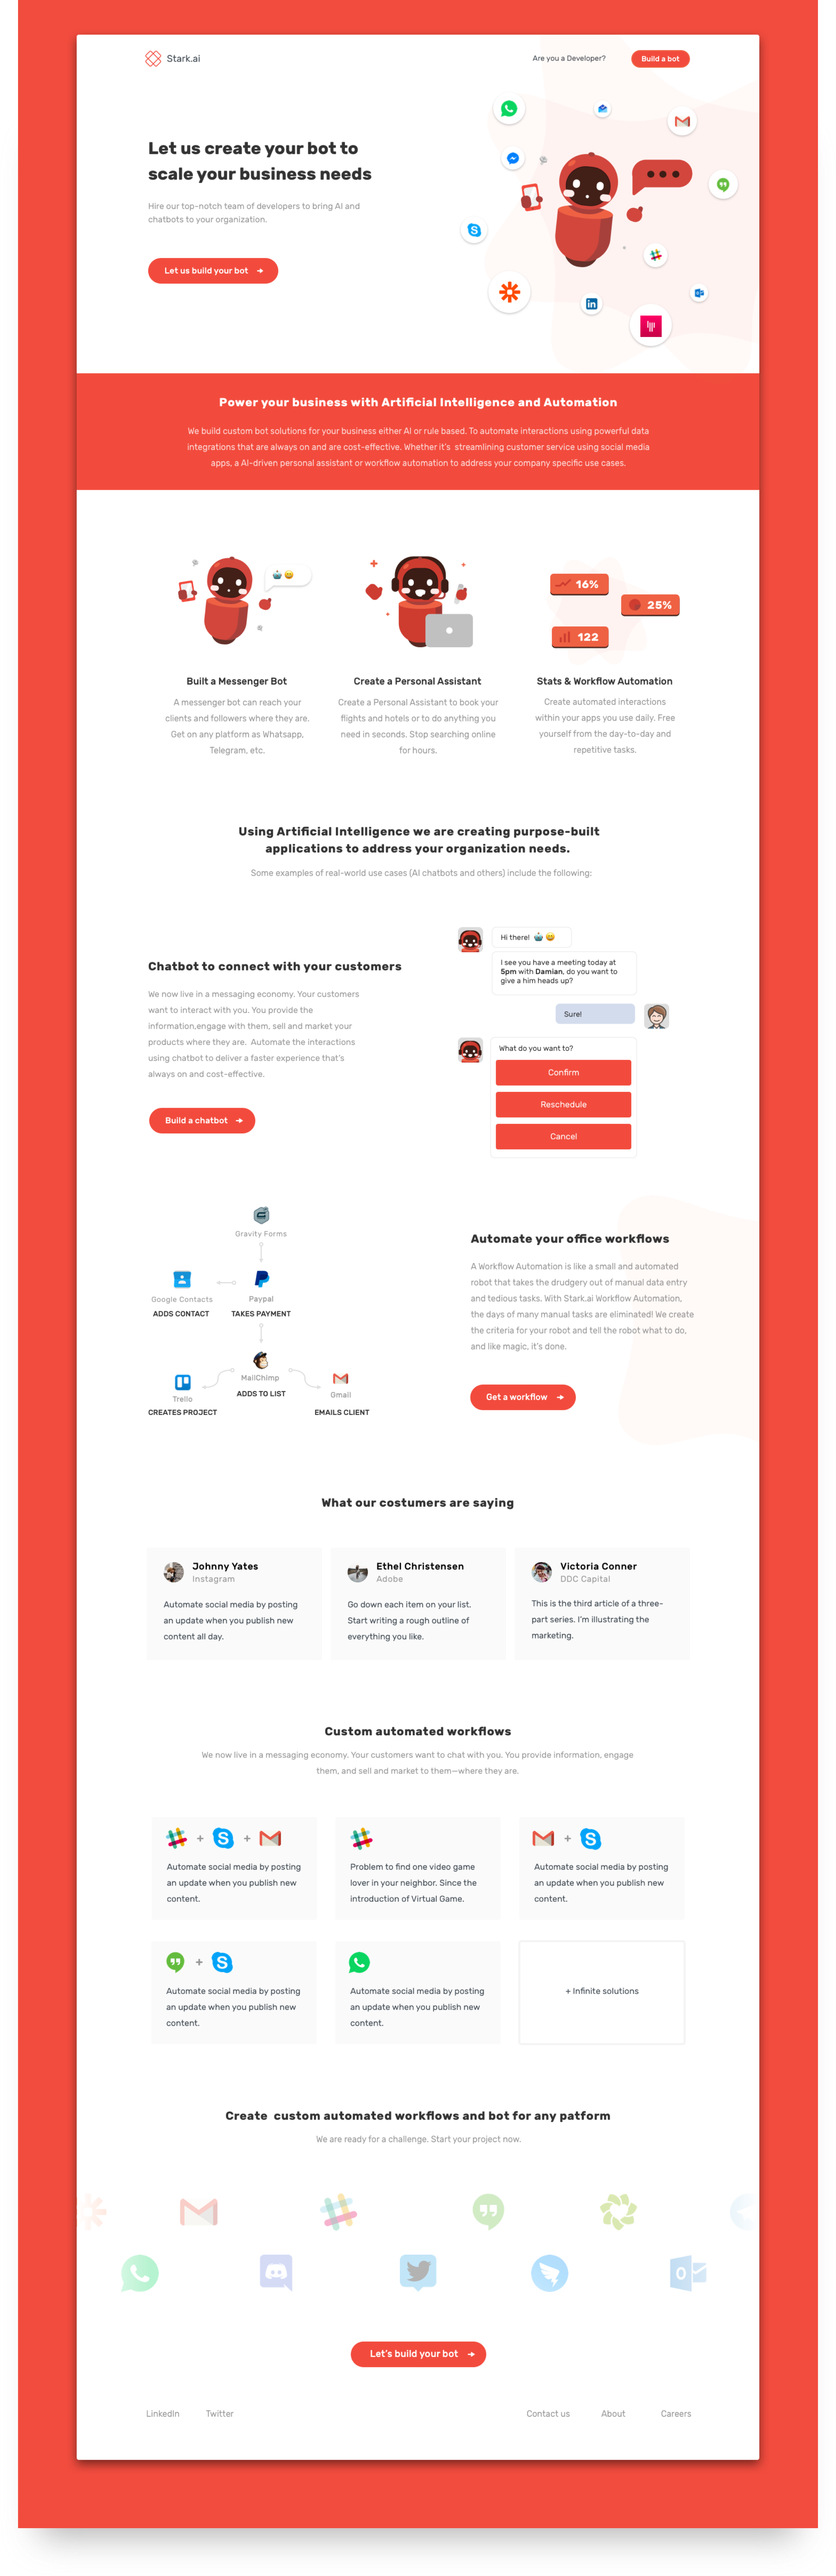 Stark.ai
Are you a Developer?
Build a bot
Let us create your bot to
scale your business needs
Hire our top-notch team of developers to bring AI and
chatbots to your organization.
Let us build your bot
Power your business with Artificial Intelligence and Automation
We build custom bot solutions for your business either AI or rule based. To automate interactions using powerful data
integrations that are always on and are cost-effective. Whether it's  streamlining customer service using social media
apps, a AI-driven personal assistant or workflow automation to address your company specific use cases.
16%
25%
122
Built a Messenger Bot
A messenger bot can reach your
clients and followers where they are.
Get on any platform as Whatsapp,
Telegram, etc.
Create a Personal Assistant
Create a Personal Assistant to book your
flights and hotels or to do anything you
need in seconds. Stop searching online
for hours.
Stats & Workflow Automation
Create automated interactions
within your apps you use daily. Free
yourself from the day-to-day and
repetitive tasks.
Using Artificial Intelligence we are creating purpose-built
applications to address your organization needs.
Some examples of real-world use cases (AI chatbots and others) include the following:
Chatbot to connect with your customers
We now live in a messaging economy. Your customers
want to interact with you. You provide the
information,engage with them, sell and market your
products where they are.  Automate the interactions
using chatbot to deliver a faster experience that's
always on and cost-effective.
Build a chatbot
Hi there!
I see you have a meeting today at
5pm with Damian, do you want to
give a him heads up?
Sure!
What do you want to?
Confirm
Reschedule
Cancel
Gravity Forms
Google Contacts
ADDS CONTACT
Paypal
TAKES PAYMENT
MailChimp
ADDS TO LIST
Trello
CREATES PROJECT
Gmail
EMAILS CLIENT
Automate your office workflows
A Workflow Automation is like a small and automated
robot that takes the drudgery out of manual data entry
and tedious tasks. With Stark.ai Workflow Automation,
the days of many manual tasks are eliminated! We create
the criteria for your robot and tell the robot what to do,
and like magic, it's done.
Get a workflow
What our costumers are saying
Johnny Yates
Instagram
Automate social media by posting
an update when you publish new
content all day.
Ethel Christensen
Adobe
Go down each item on your list.
Start writing a rough outline of
everything you like.
Victoria Conner
DDC Capital
This is the third article of a three-
part series. I'm illustrating the
marketing.
Custom automated workflows
We now live in a messaging economy. Your customers want to chat with you. You provide information, engage
them, and sell and market to them—where they are.
+ +
Automate social media by posting
an update when you publish new
content.
Problem to find one video game
lover in your neighbor. Since the
introduction of Virtual Game.
+
Automate social media by posting
an update when you publish new
content.
+
Automate social media by posting
an update when you publish new
content.
Automate social media by posting
an update when you publish new
content.
+ Infinite solutions
Create  custom automated workflows and bot for any patform
We are ready for a challenge. Start your project now.
Let's build your bot
LinkedIn
Twitter
Contact us
About
Careers